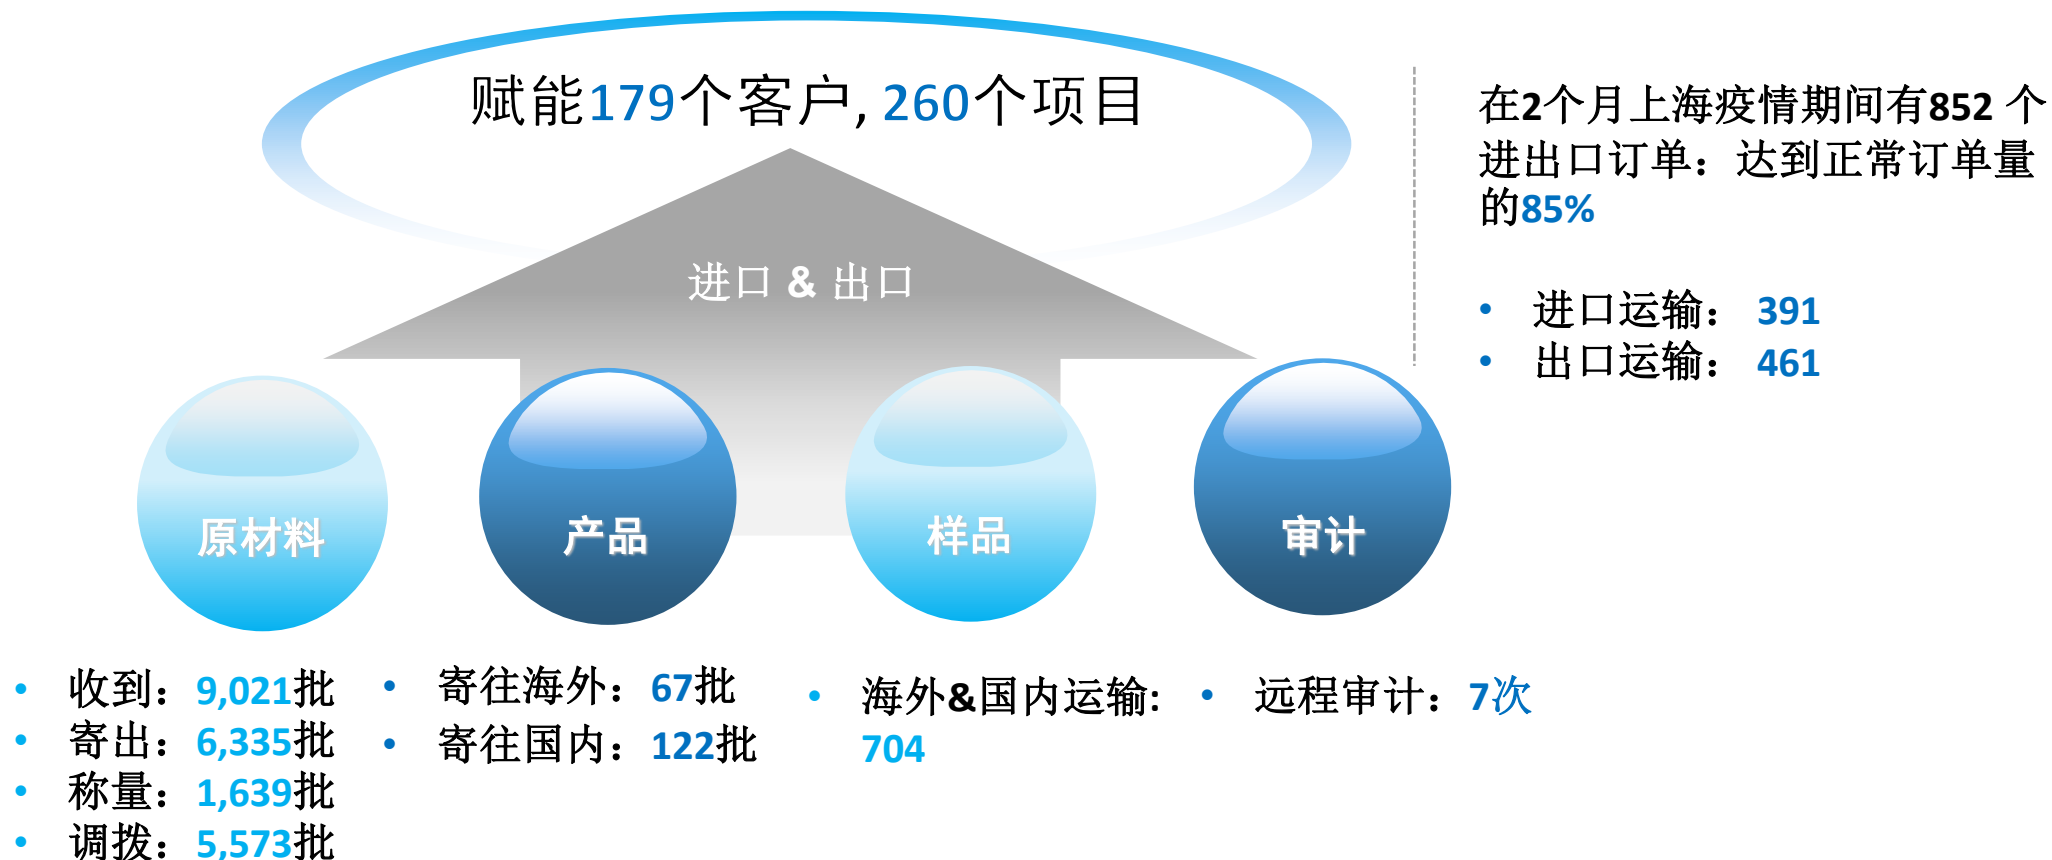 赋能179个客户, 260个项目
进口 & 出口
在2个月上海疫情期间有852 个
进出口订单：达到正常订单量
的85%
• 进口运输： 391
• 出口运输： 461
原材料
产品
样品
审计
• 收到：9,021批
• 寄出：6,335批
• 称量：1,639批
• 调拨：5,573批
• 寄往海外：67批
• 寄往国内：122批
• 海外&国内运输:
704
• 远程审计：7次